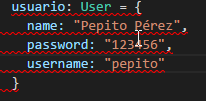 usuario: User = {
name: "Pepito Pérez",
password: "123456",
username: "pepito"
}